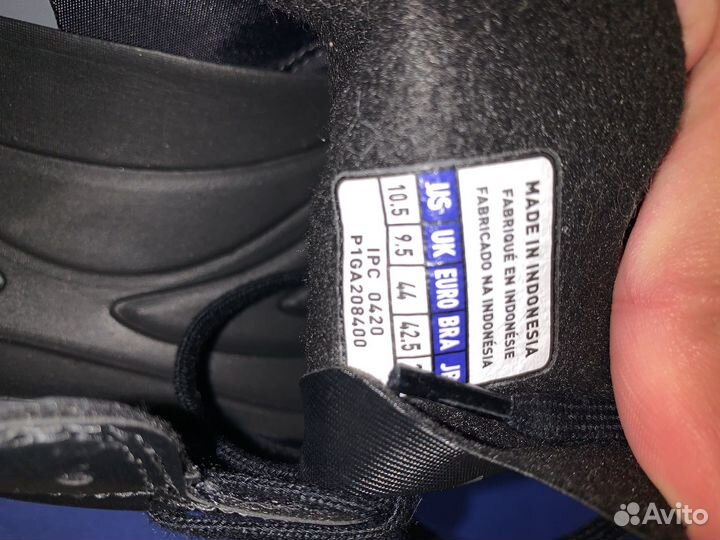 MADE IN INDONESIA
FABRIQUÉ EN INDONÉSIE
FABRICADO NA INDONÉSIA
US UK EURO BRA
10.5 9.5 44 42.5
IPC 0420
P1GA208400
Avito